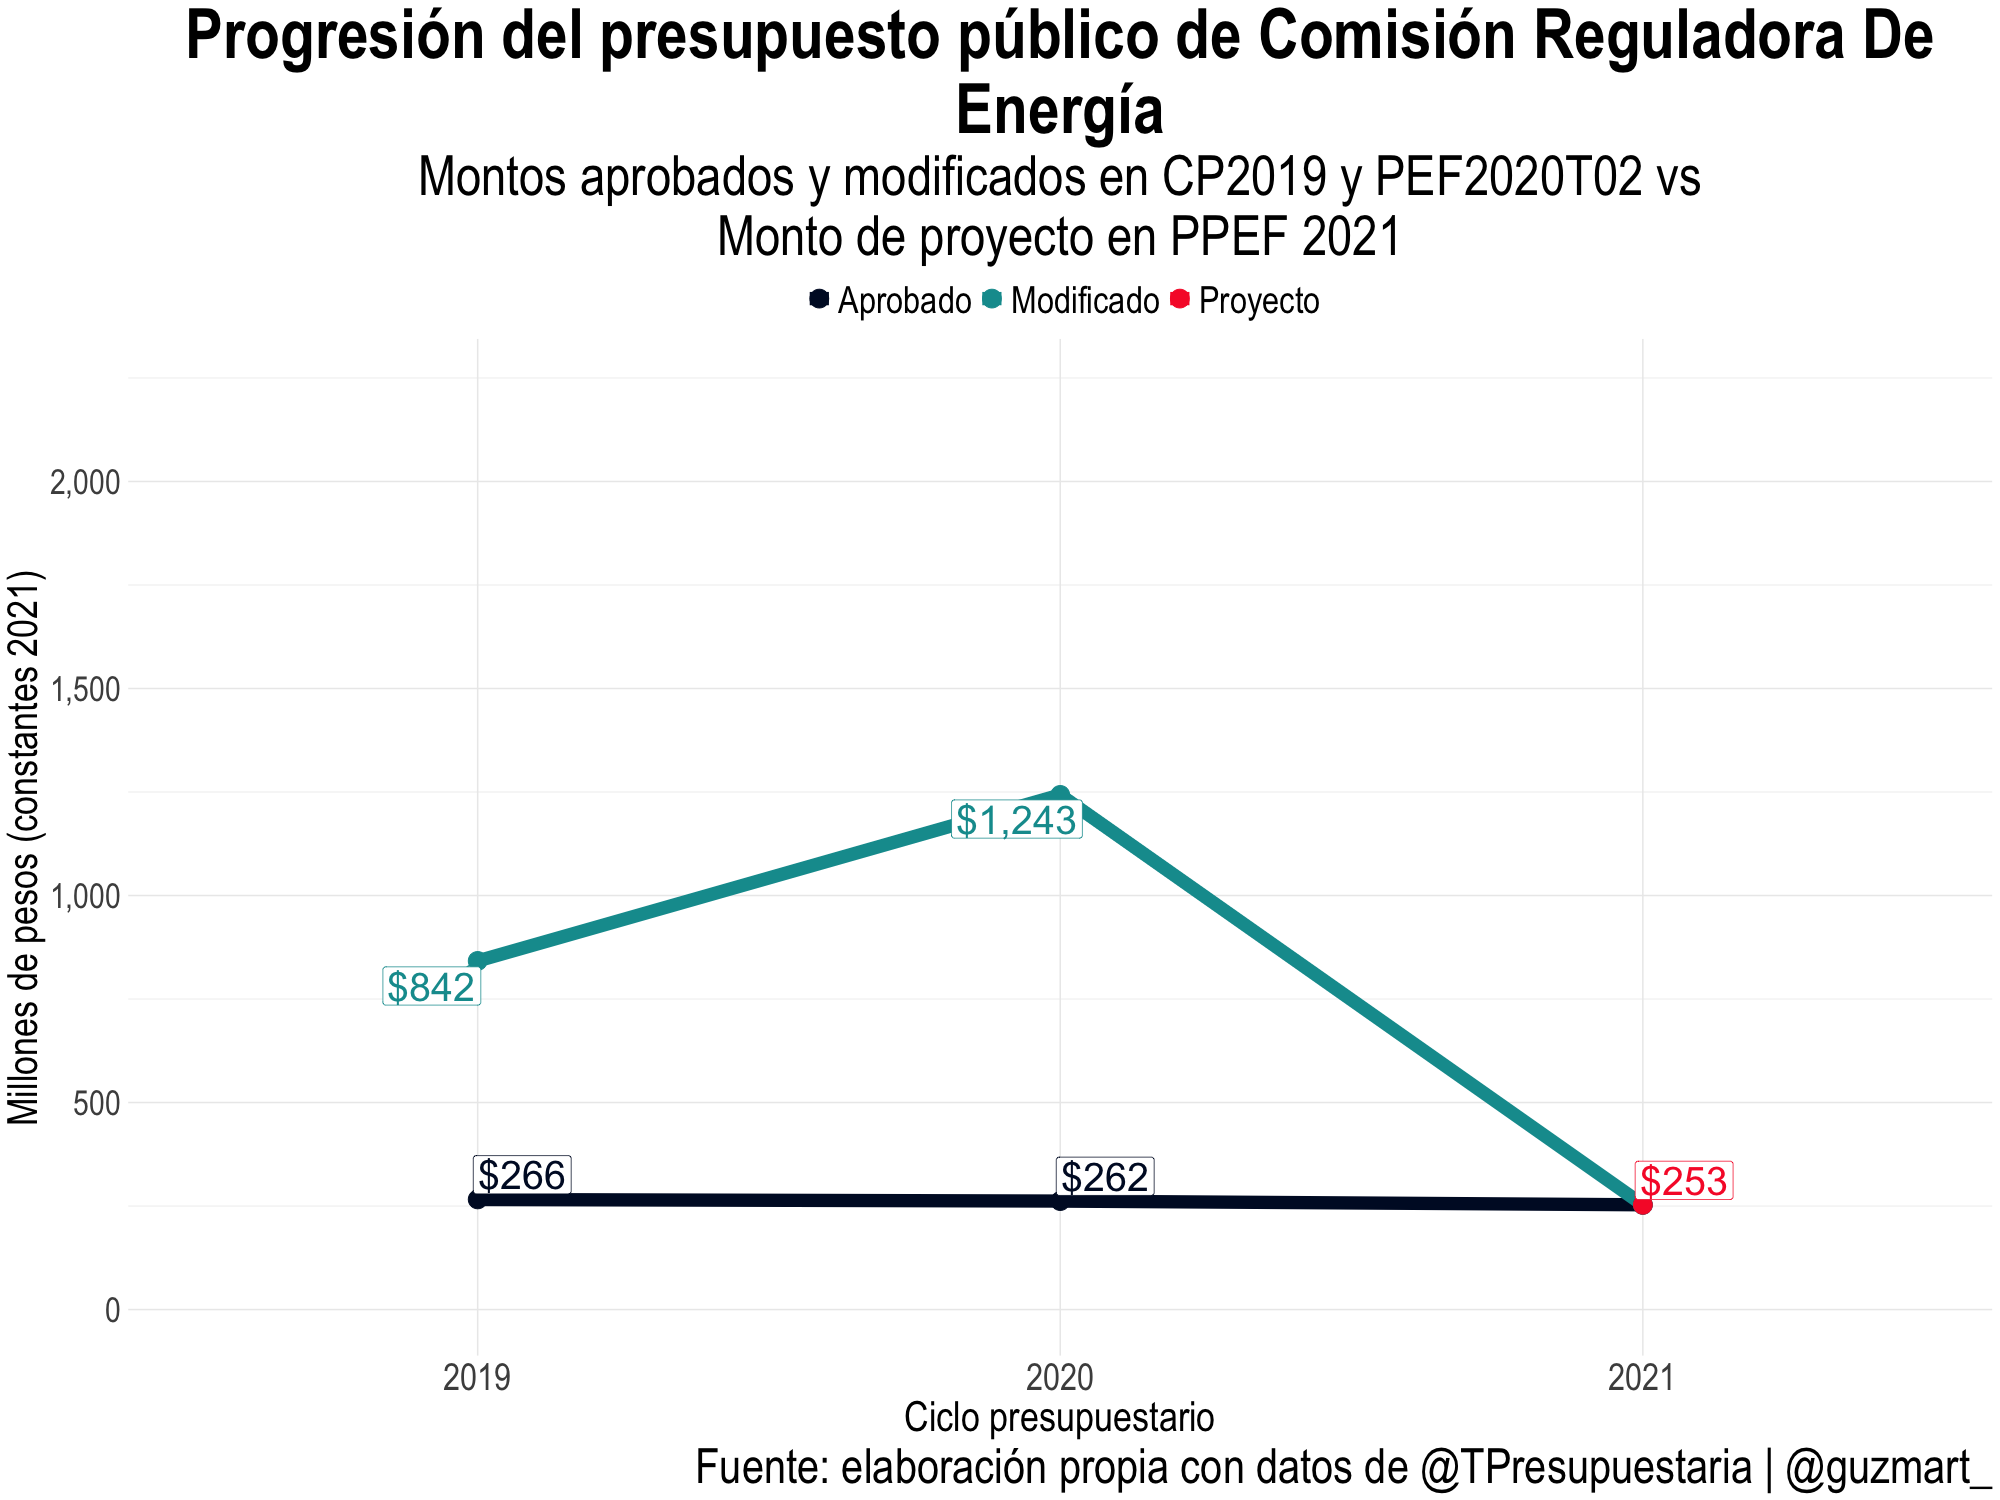 Progresión del presupuesto público de Comisión Reguladora De
Energía
Montos aprobados y modificados en CP2019 y PEF2020T02 vs
Monto de proyecto en PPEF 2021
Aprobado Modificado Proyecto
Millones de pesos (constantes 2021)
2,000
1,500
1,000
500
0
$1,243
$842
$266
$262
$253
2019 2020 2021
Ciclo presupuestario
Fuente: elaboración propia con datos de @TPresupuestaria | @guzmart_